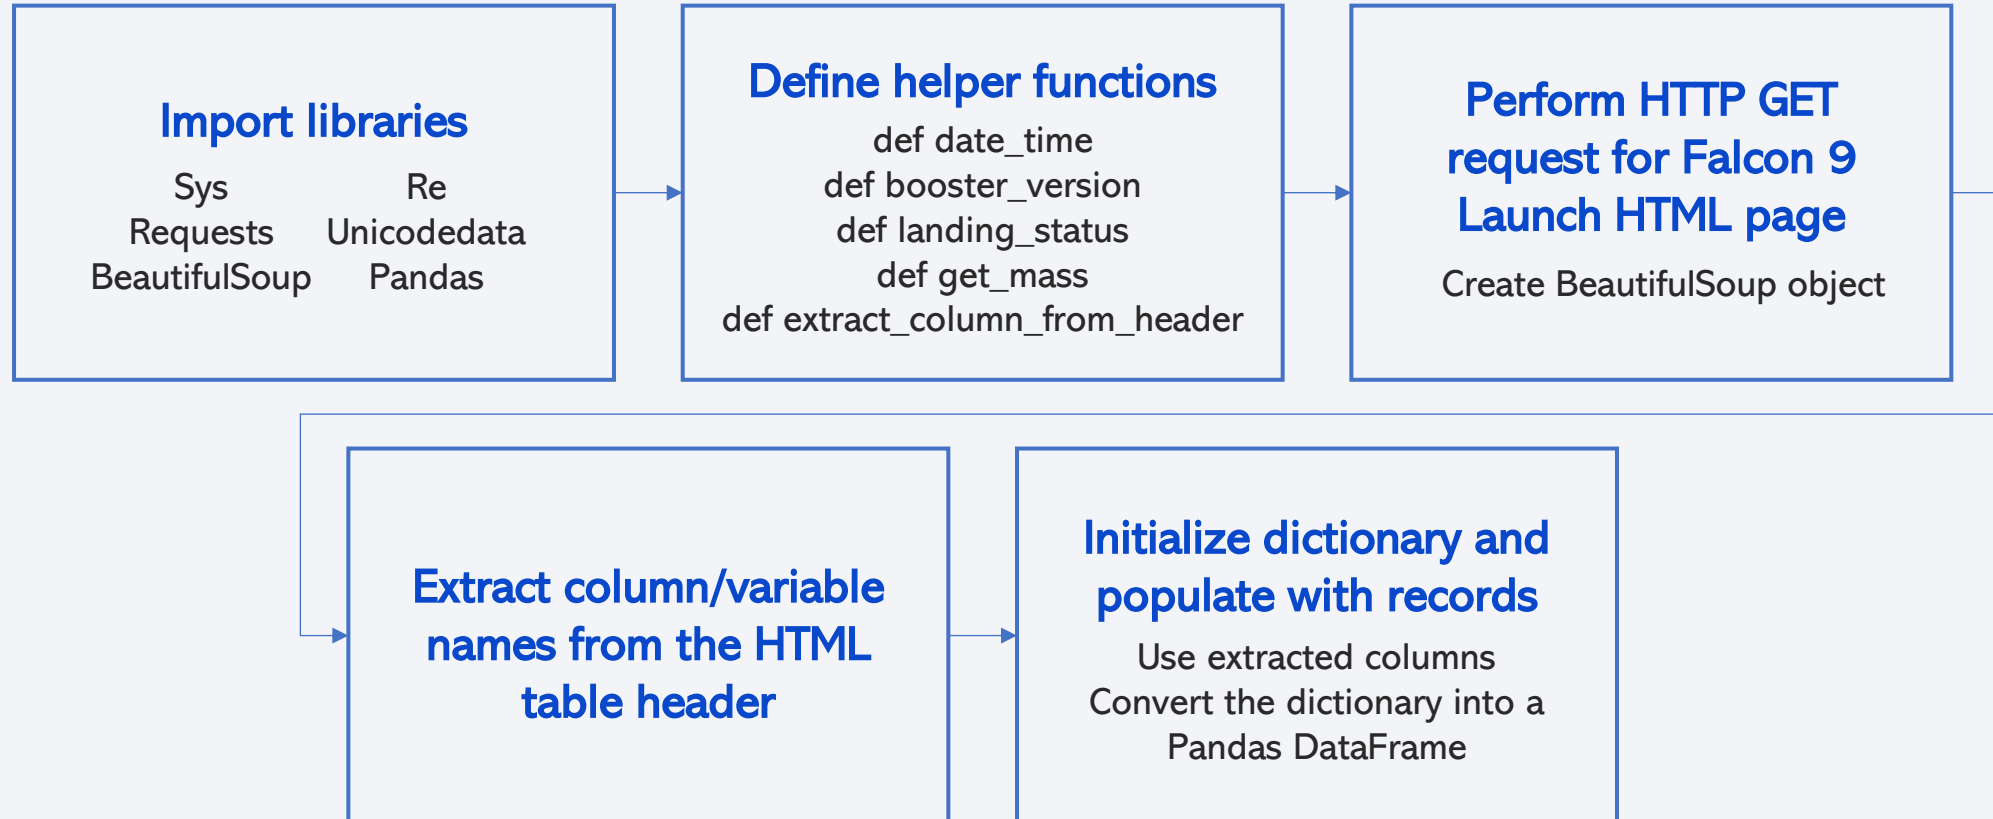 Import libraries
Sys
Requests
BeautifulSoup
Re
Unicodedata
Pandas
Define helper functions
def date_time
def booster_version
def landing_status
def get_mass
def extract_column_from_header
Perform HTTP GET
request for Falcon 9
Launch HTML page
Create BeautifulSoup object
Extract column/variable
names from the HTML
table header
Initialize dictionary and
populate with records
Use extracted columns
Convert the dictionary into a
Pandas DataFrame